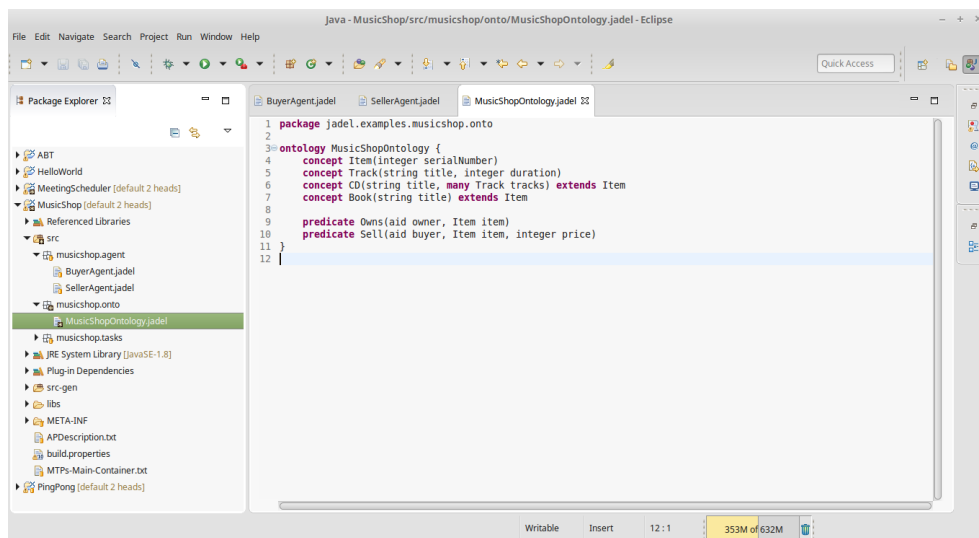 Java - MusicShop/src/musicshop/onto/MusicShopOntology.jadel - Eclipse
File Edit Navigate Search Project Run Window Help
Quick Access
Package Explorer
BuyerAgent.jadel SellerAgent.jadel MusicShopOntology.jadel
ABT
HelloWorld
MeetingScheduler [default 2 heads]
MusicShop [default 2 heads]
Referenced Libraries
src
musicshop.agent
BuyerAgent.jadel
SellerAgent.jadel
musicshop.onto
MusicShopOntology.jadel
musicshop.tasks
JRE System Library [JavaSE-1.8]
Plug-in Dependencies
src-gen
libs
META-INF
APDescription.txt
build.properties
MTPs-Main-Container.txt
PingPong [default 2 heads]
1 package jadel.examples.musicshop.onto
2
3 ontology MusicShopOntology {
4 concept Item(integer serialNumber)
5 concept Track(string title, integer duration)
6 concept CD(string title, many Track tracks) extends Item
7 concept Book(string title) extends Item
8
9 predicate Owns(aid owner, Item item)
10 predicate Sell(aid buyer, Item item, integer price)
11 }
12
Writable Insert 12 : 1 353M of 632M